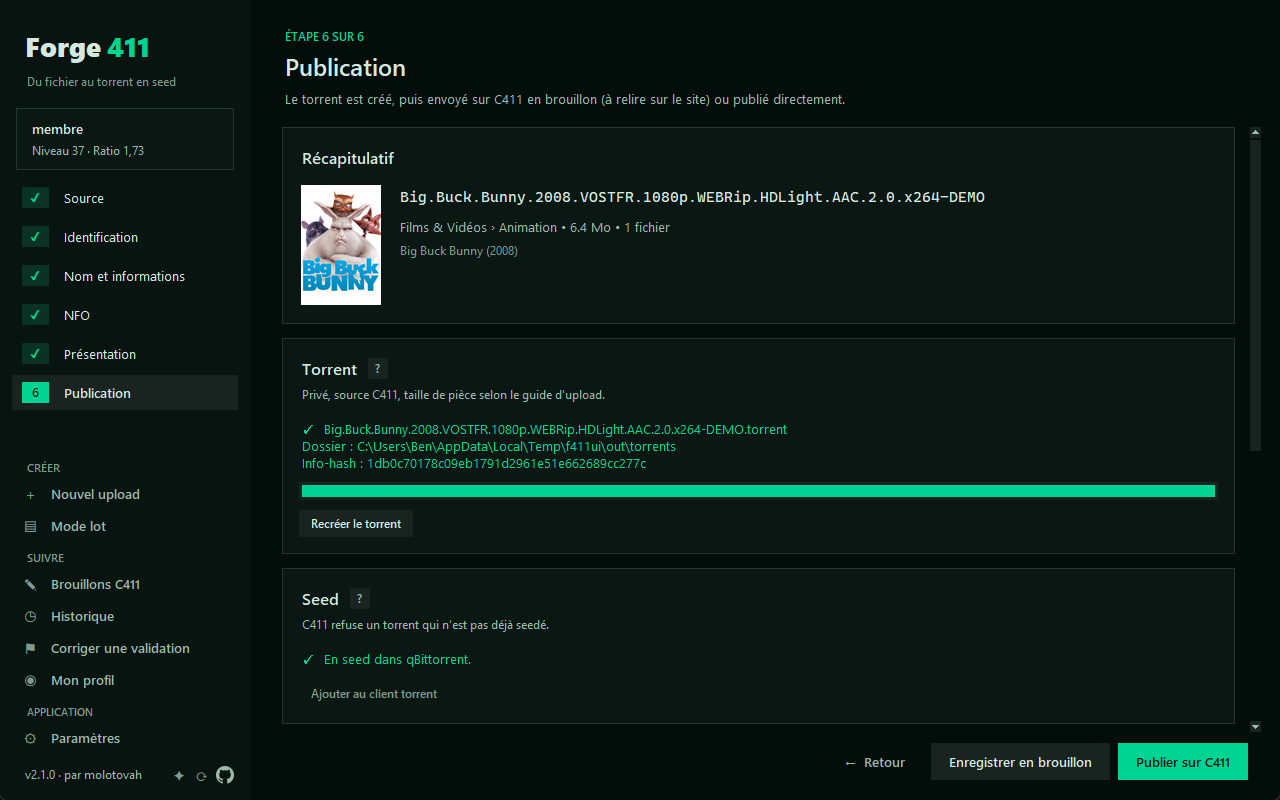 Forge 411
Du fichier au torrent en seed
membre
Niveau 37 · Ratio 1,73
✓ Source
✓ Identification
✓ Nom et informations
✓ NFO
✓ Présentation
6 Publication
CRÉER
+ Nouvel upload
Mode lot
SUIVRE
Brouillons C411
Historique
Corriger une validation
Mon profil
APPLICATION
Paramètres
v2.1.0 · par molotovah
ÉTAPE 6 SUR 6
Publication
Le torrent est créé, puis envoyé sur C411 en brouillon (à relire sur le site) ou publié directement.
Récapitulatif
Big Buck
BUNNY
Big.Buck.Bunny.2008.VOSTFR.1080p.WEBRip.HDLight.AAC.2.0.x264-DEMO
Films & Vidéos › Animation • 6.4 Mo • 1 fichier
Big Buck Bunny (2008)
Torrent ?
Privé, source C411, taille de pièce selon le guide d'upload.
✓ Big.Buck.Bunny.2008.VOSTFR.1080p.WEBRip.HDLight.AAC.2.0.x264-DEMO.torrent
Dossier : C:\Users\Ben\AppData\Local\Temp\f411ui\out\torrents
Info-hash : 1db0c70178c09eb1791d2961e51e662689cc277c
Recréer le torrent
Seed ?
C411 refuse un torrent qui n'est pas déjà seedé.
✓ En seed dans qBittorrent.
Ajouter au client torrent
← Retour
Enregistrer en brouillon
Publier sur C411